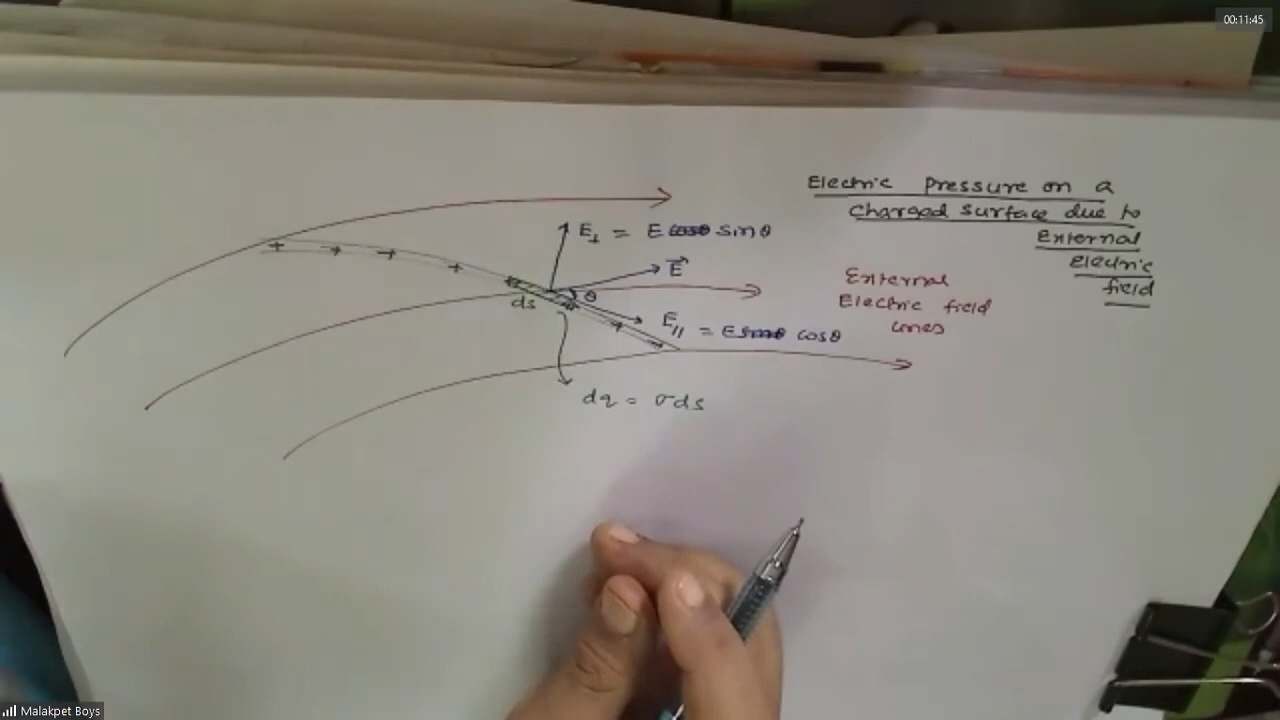 00:11:45
Electric pressure on a
charged surface due to
External
Electric
field
E⊥ = E sinθ
E⃗
θ
ds
E// = E cosθ
External
Electric field
lines
dq = σds
Malakpet Boys